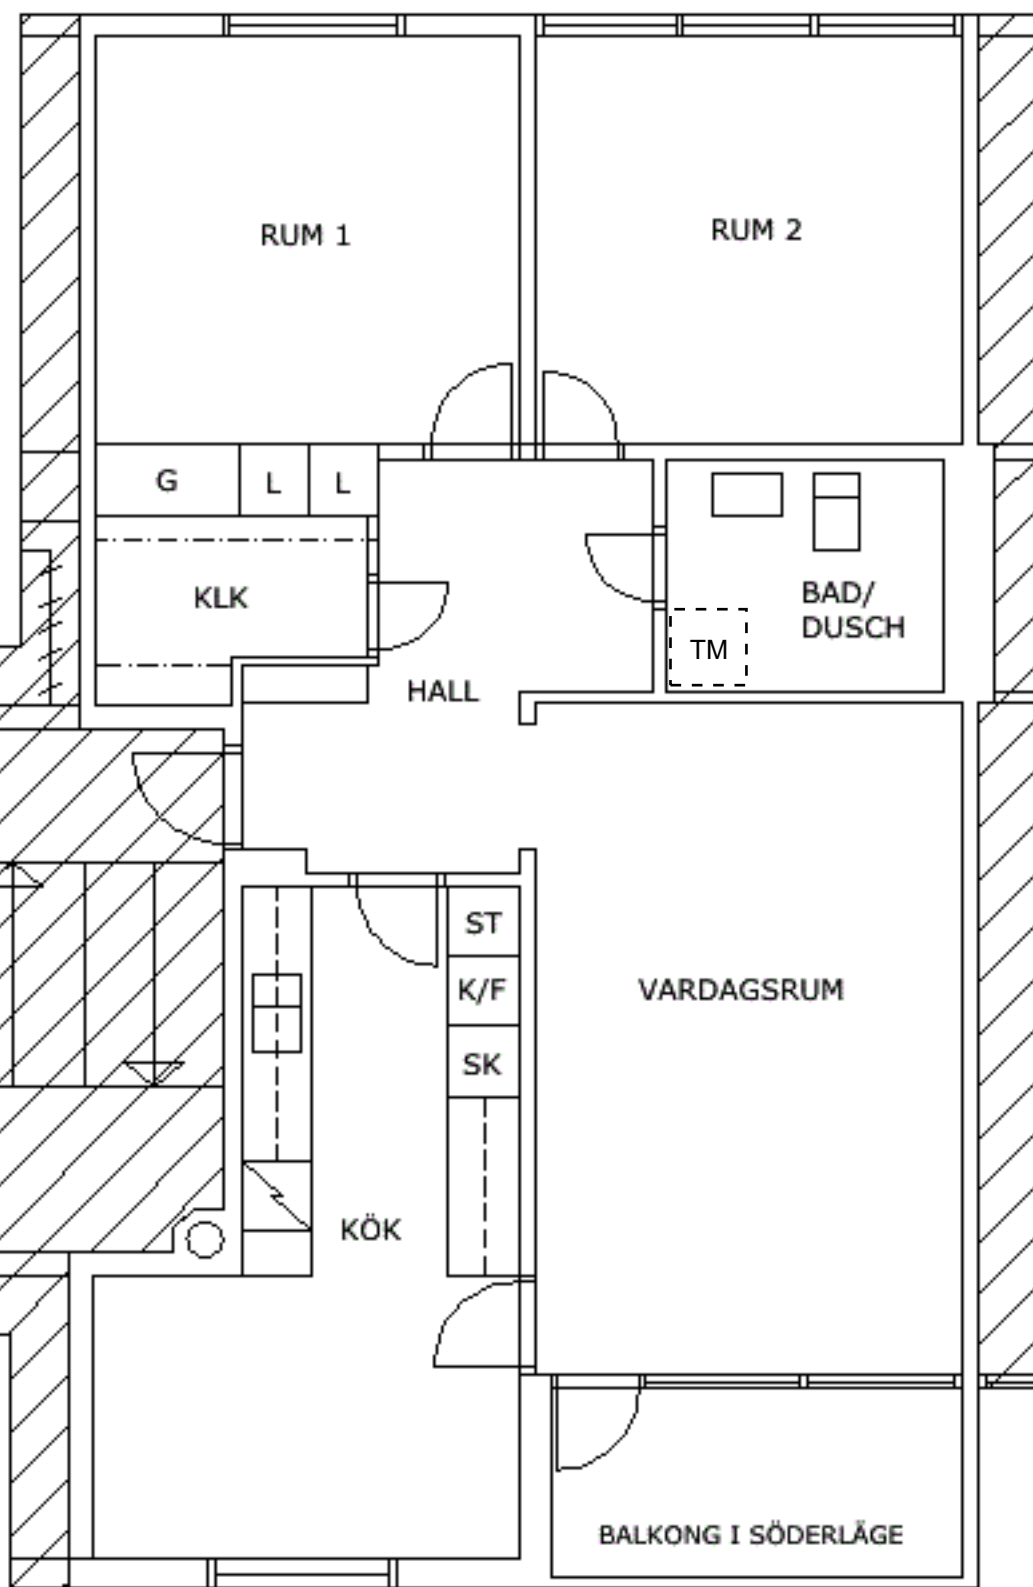 RUM 1
RUM 2
G
L
L
KLK
BAD/
DUSCH
TM
HALL
ST
K/F
SK
VARDAGSRUM
KÖK
BALKONG I SÖDERLÄGE